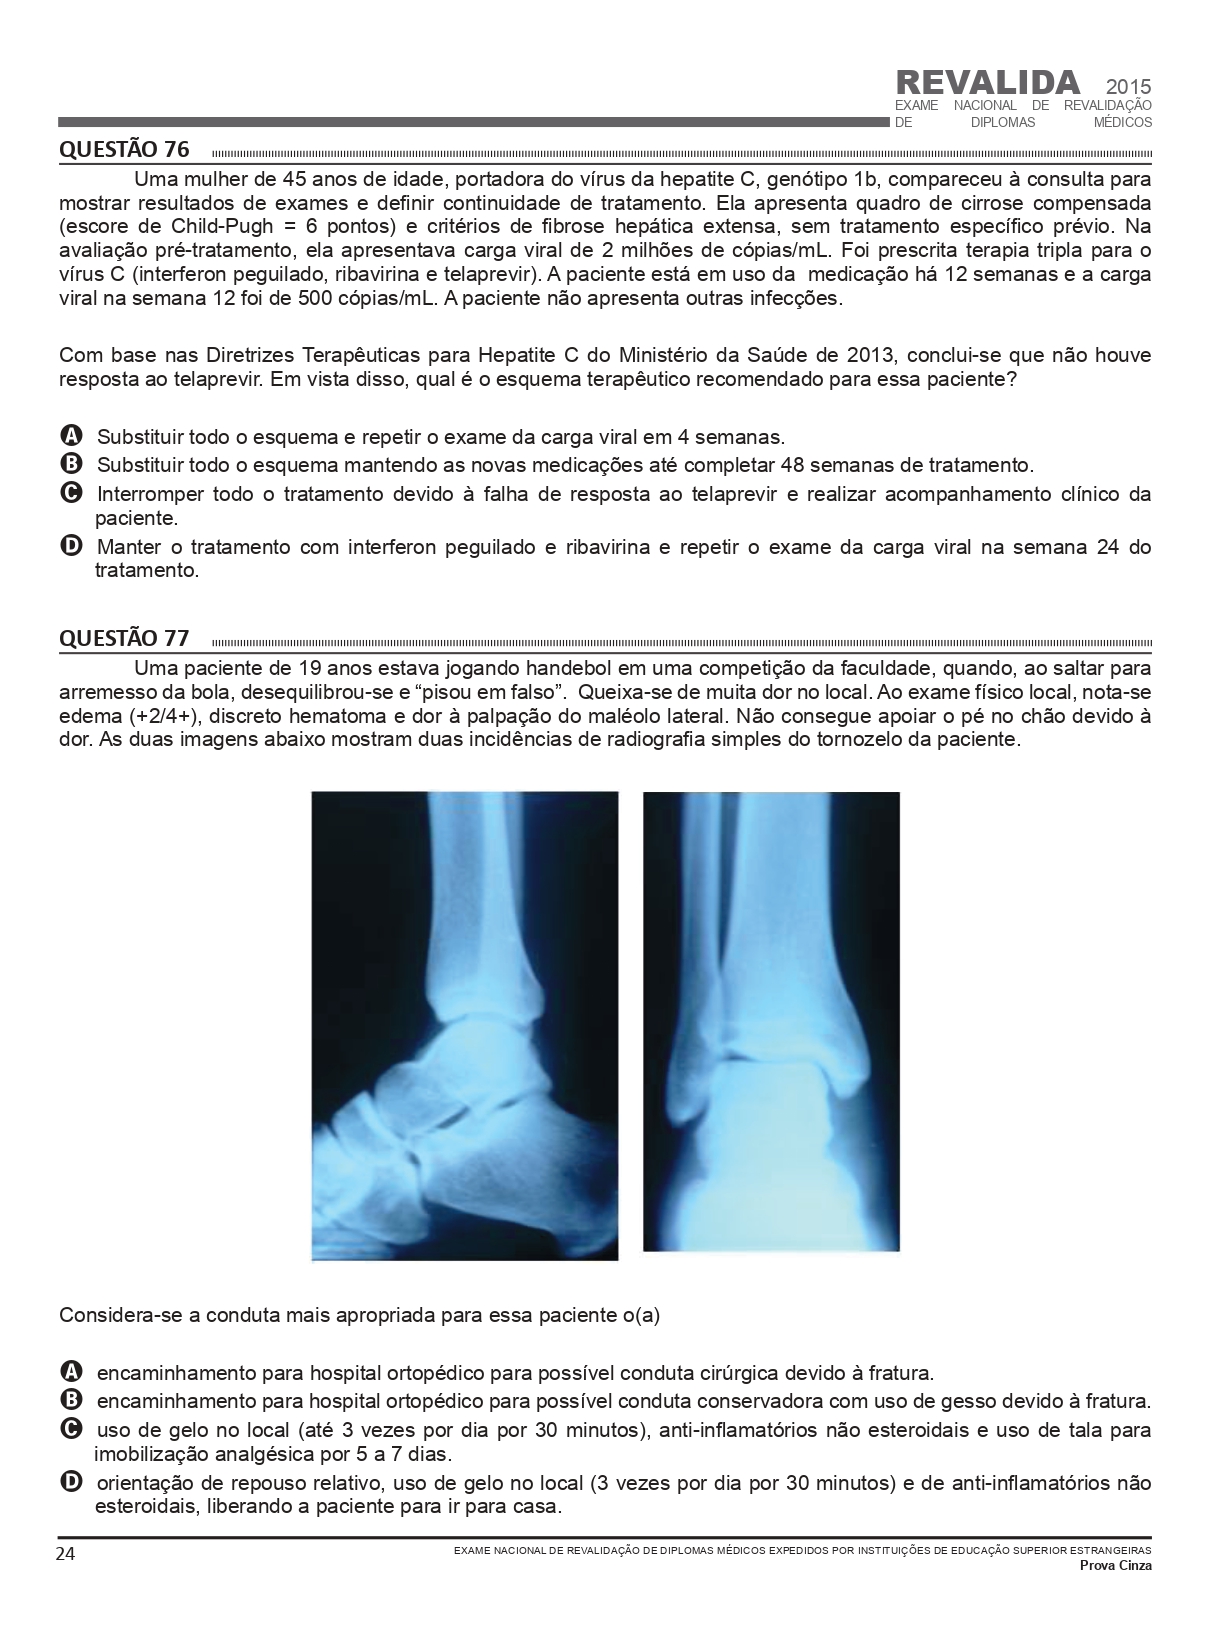 REVALIDA 2015
EXAME NACIONAL DE REVALIDAÇÃO
DE DIPLOMAS MÉDICOS
QUESTÃO 76
Uma mulher de 45 anos de idade, portadora do vírus da hepatite C, genótipo 1b, compareceu à consulta para
mostrar resultados de exames e definir continuidade de tratamento. Ela apresenta quadro de cirrose compensada
(escore de Child-Pugh = 6 pontos) e critérios de fibrose hepática extensa, sem tratamento específico prévio. Na
avaliação pré-tratamento, ela apresentava carga viral de 2 milhões de cópias/mL. Foi prescrita terapia tripla para o
vírus C (interferon peguilado, ribavirina e telaprevir). A paciente está em uso da medicação há 12 semanas e a carga
viral na semana 12 foi de 500 cópias/mL. A paciente não apresenta outras infecções.
Com base nas Diretrizes Terapêuticas para Hepatite C do Ministério da Saúde de 2013, conclui-se que não houve
resposta ao telaprevir. Em vista disso, qual é o esquema terapêutico recomendado para essa paciente?
A Substituir todo o esquema e repetir o exame da carga viral em 4 semanas.
B Substituir todo o esquema mantendo as novas medicações até completar 48 semanas de tratamento.
C Interromper todo o tratamento devido à falha de resposta ao telaprevir e realizar acompanhamento clínico da
paciente.
D Manter o tratamento com interferon peguilado e ribavirina e repetir o exame da carga viral na semana 24 do
tratamento.
QUESTÃO 77
Uma paciente de 19 anos estava jogando handebol em uma competição da faculdade, quando, ao saltar para
arremesso da bola, desequilibrou-se e “pisou em falso”. Queixa-se de muita dor no local. Ao exame físico local, nota-se
edema (+2/4+), discreto hematoma e dor à palpação do maléolo lateral. Não consegue apoiar o pé no chão devido à
dor. As duas imagens abaixo mostram duas incidências de radiografia simples do tornozelo da paciente.
Considera-se a conduta mais apropriada para essa paciente o(a)
A encaminhamento para hospital ortopédico para possível conduta cirúrgica devido à fratura.
B encaminhamento para hospital ortopédico para possível conduta conservadora com uso de gesso devido à fratura.
C uso de gelo no local (até 3 vezes por dia por 30 minutos), anti-inflamatórios não esteroidais e uso de tala para
imobilização analgésica por 5 a 7 dias.
D orientação de repouso relativo, uso de gelo no local (3 vezes por dia por 30 minutos) e de anti-inflamatórios não
esteroidais, liberando a paciente para ir para casa.
24
EXAME NACIONAL DE REVALIDAÇÃO DE DIPLOMAS MÉDICOS EXPEDIDOS POR INSTITUIÇÕES DE EDUCAÇÃO SUPERIOR ESTRANGEIRAS
Prova Cinza